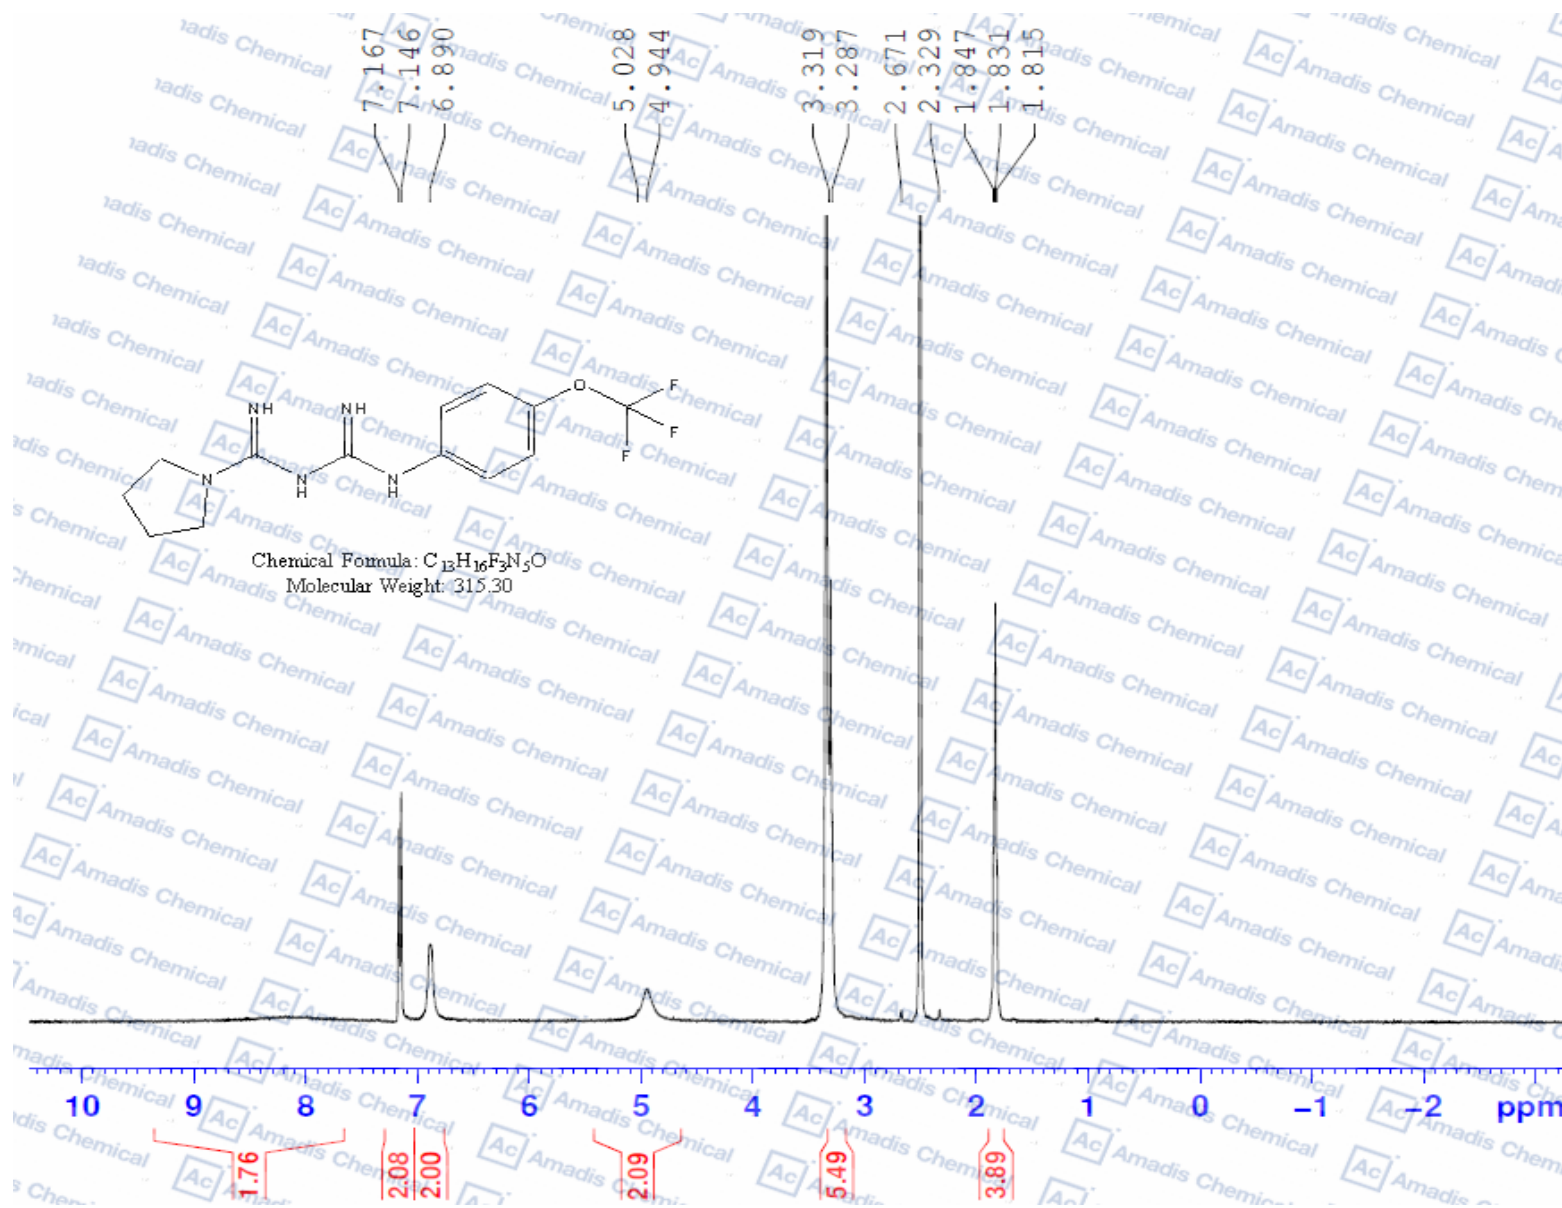 7.167
7.146
6.890
5.028
4.944
3.319
3.287
2.671
2.329
1.847
1.831
1.815
NH
NH
O
F
F
F
N
N
H
N
H
Chemical Formula: C13H16F3N5O
Molecular Weight: 315.30
10 9 8 7 6 5 4 3 2 1 0 −1 −2 ppm
1.76
2.08
2.00
2.09
5.49
3.89
Ac Amadis Chemical